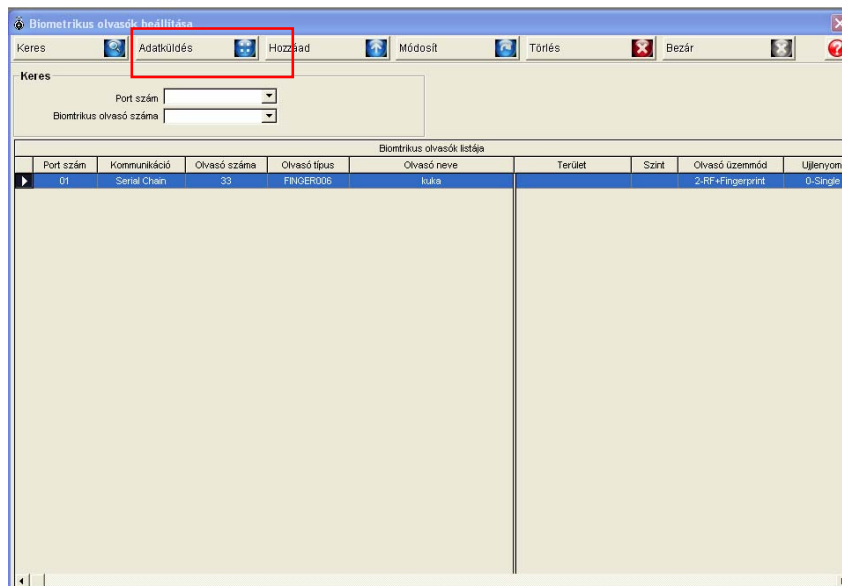 Biometrikus olvasók beállítása
Keres Adatküldés Hozzáad Módosít Törlés Bezár
Keres
Port szám
Biomtrikus olvasó száma
Biomtrikus olvasók listája
Port szám Kommunikáció Olvasó száma Olvasó típus Olvasó neve Terület Szint Olvasó üzemmód Ujjlenyom
01 Serial Chain 33 FINGER006 kuka 2-RF+Fingerprint 0-Single